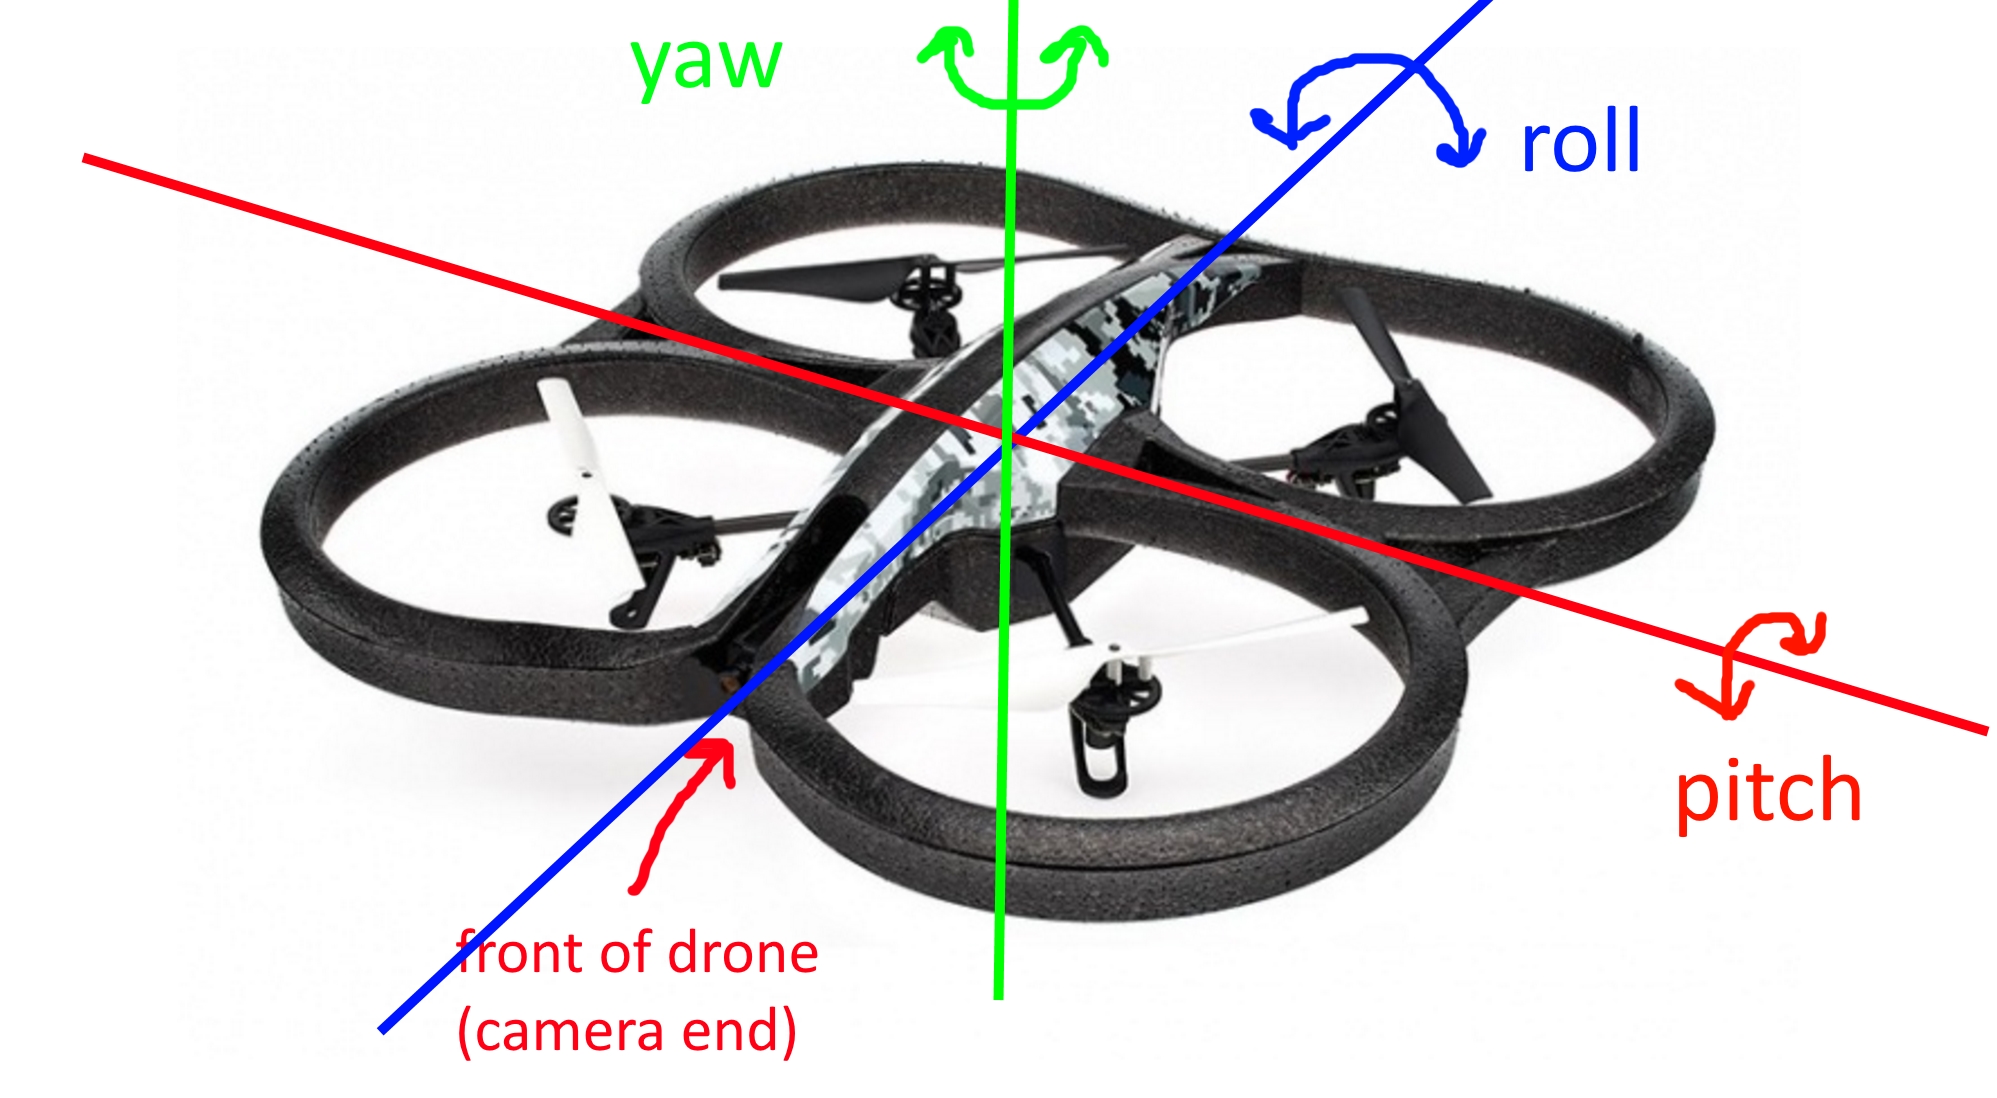 yaw
roll
pitch
front of drone
(camera end)